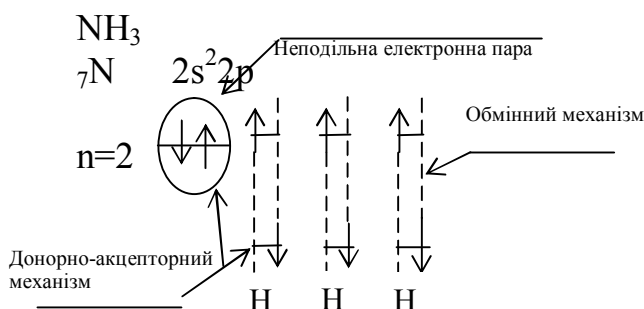 NH₃
Неподільна електронна пара
₇N 2s²2p
Обмінний механізм
n=2
Донорно-акцепторний
механізм
H H H